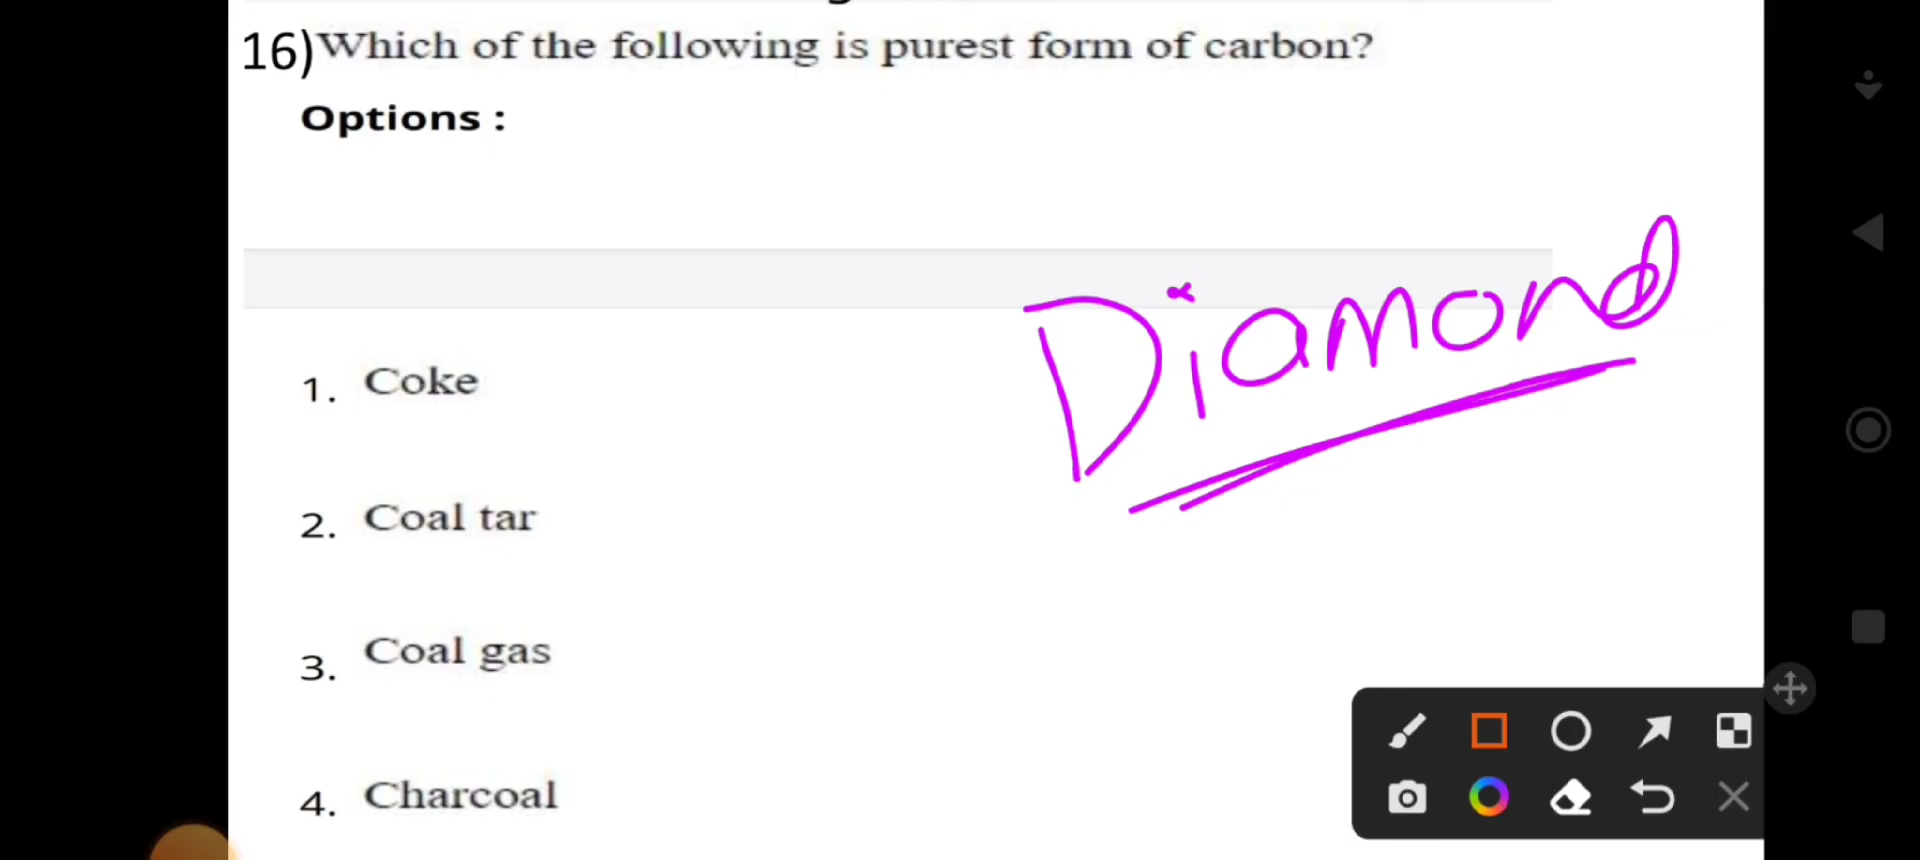 16) Which of the following is purest form of carbon?
Options :
Diamond
1. Coke
2. Coal tar
3. Coal gas
4. Charcoal